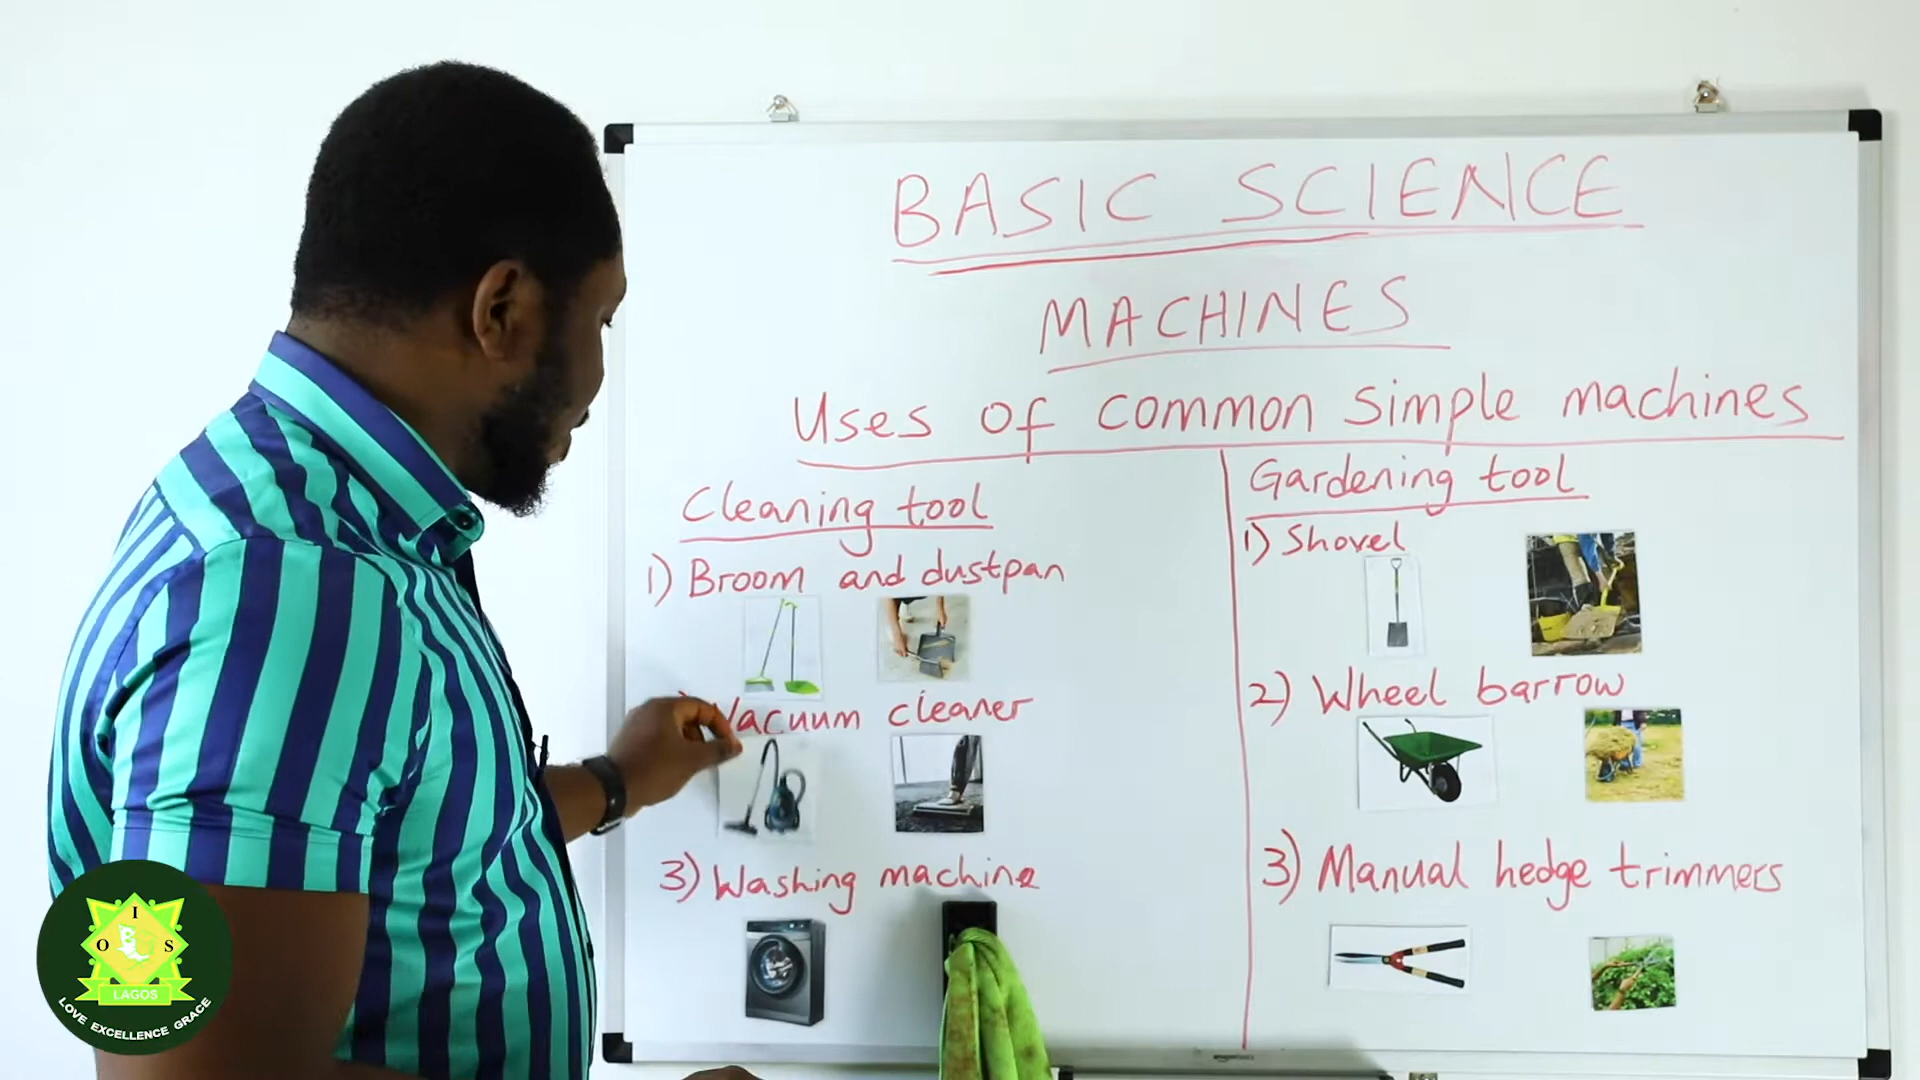 BASIC SCIENCE
MACHINES
Uses of common simple machines
Cleaning tool
1) Broom and dustpan
Vacuum cleaner
3) Washing machine
Gardening tool
1) Shovel
2) Wheel barrow
3) Manual hedge trimmers
I
O S
LAGOS
LOVE EXCELLENCE GRACE